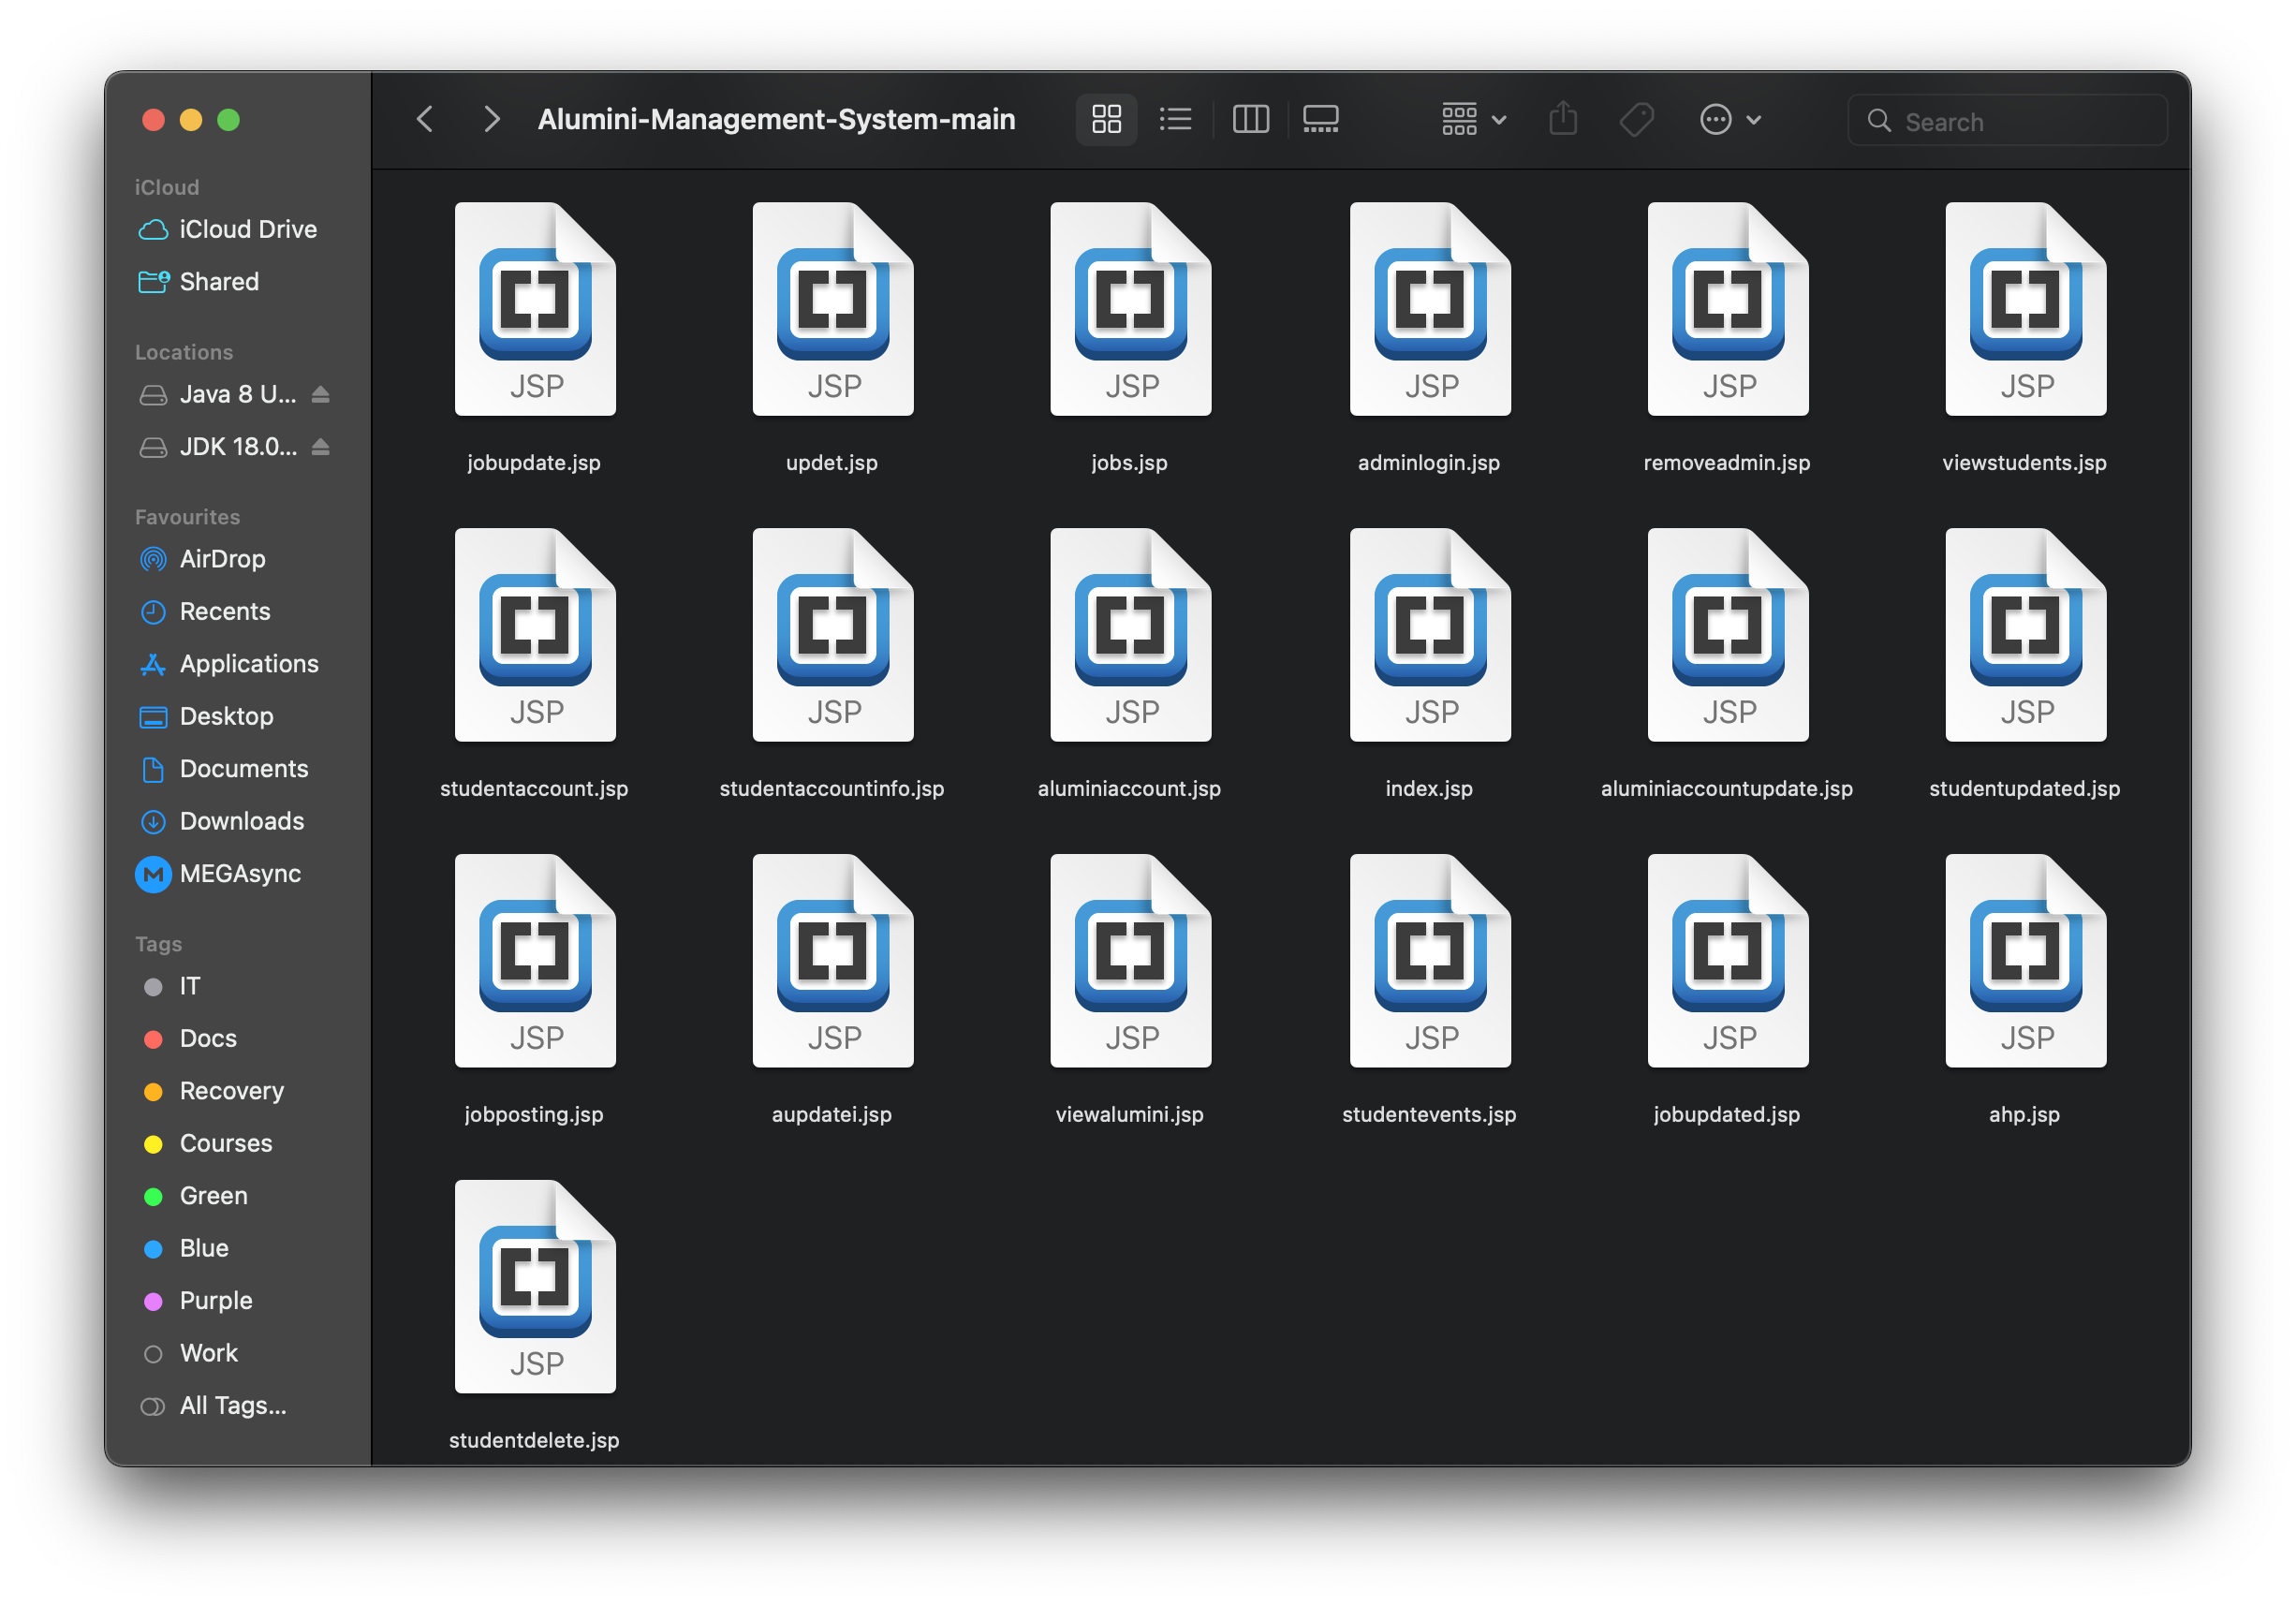 Alumini-Management-System-main
Search
iCloud
iCloud Drive
Shared
Locations
Java 8 U...
JDK 18.0...
Favourites
AirDrop
Recents
Applications
Desktop
Documents
Downloads
MEGAsync
Tags
IT
Docs
Recovery
Courses
Green
Blue
Purple
Work
All Tags...
JSP JSP JSP JSP JSP JSP
jobupdate.jsp updet.jsp jobs.jsp adminlogin.jsp removeadmin.jsp viewstudents.jsp
JSP JSP JSP JSP JSP JSP
studentaccount.jsp studentaccountinfo.jsp aluminiaccount.jsp index.jsp aluminiaccountupdate.jsp studentupdated.jsp
JSP JSP JSP JSP JSP JSP
jobposting.jsp aupdatei.jsp viewalumini.jsp studentevents.jsp jobupdated.jsp ahp.jsp
JSP
studentdelete.jsp